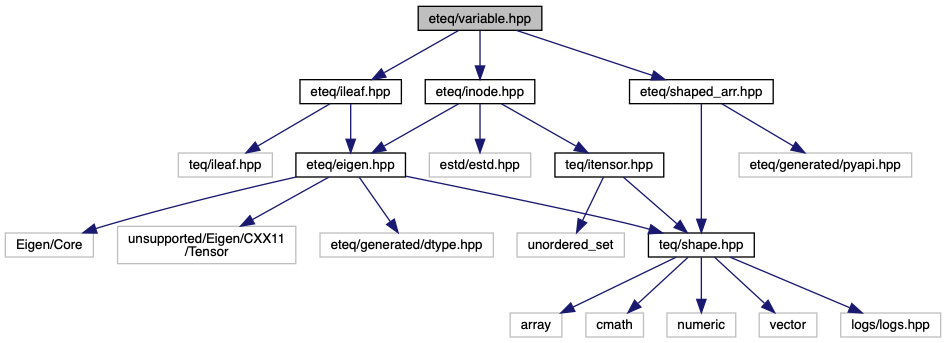 eteq/variable.hpp
eteq/ileaf.hpp
eteq/inode.hpp
eteq/shaped_arr.hpp
teq/ileaf.hpp
eteq/eigen.hpp
estd/estd.hpp
teq/itensor.hpp
eteq/generated/pyapi.hpp
Eigen/Core
unsupported/Eigen/CXX11
/Tensor
eteq/generated/dtype.hpp
unordered_set
teq/shape.hpp
array
cmath
numeric
vector
logs/logs.hpp